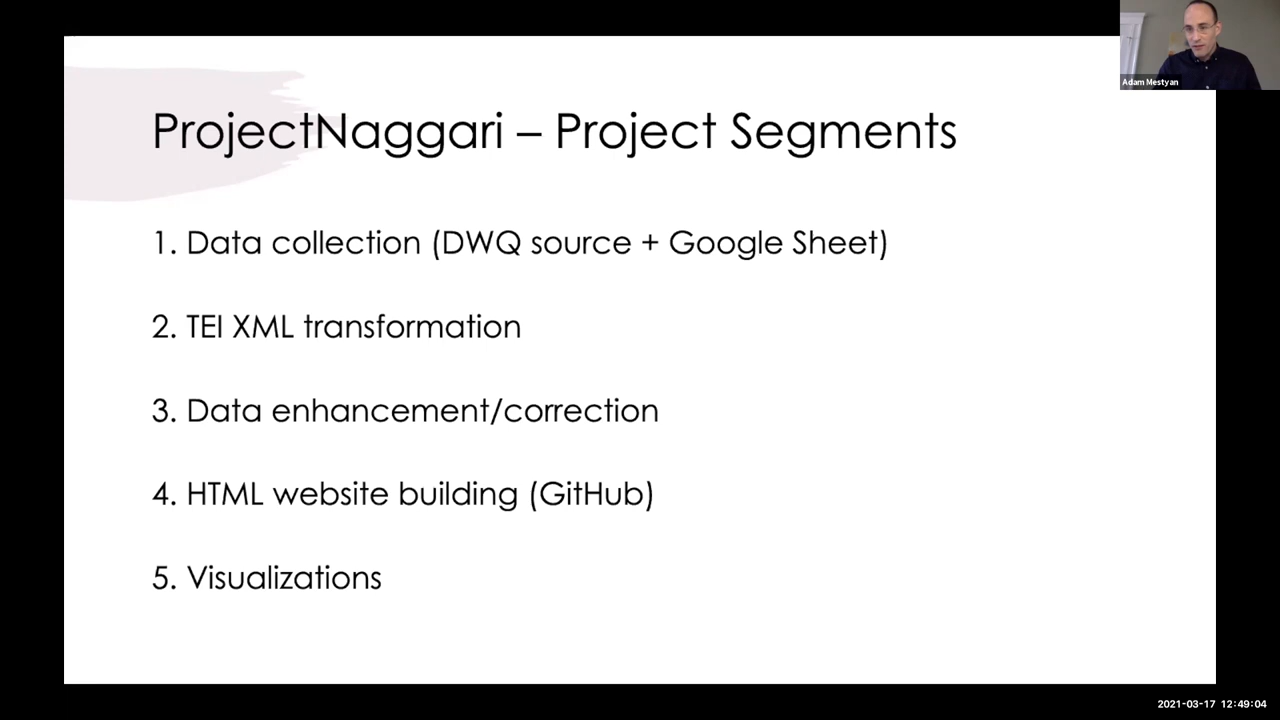 Adam Mestyan
ProjectNaggari – Project Segments
1. Data collection (DWQ source + Google Sheet)
2. TEI XML transformation
3. Data enhancement/correction
4. HTML website building (GitHub)
5. Visualizations
2021-03-17 12:49:04